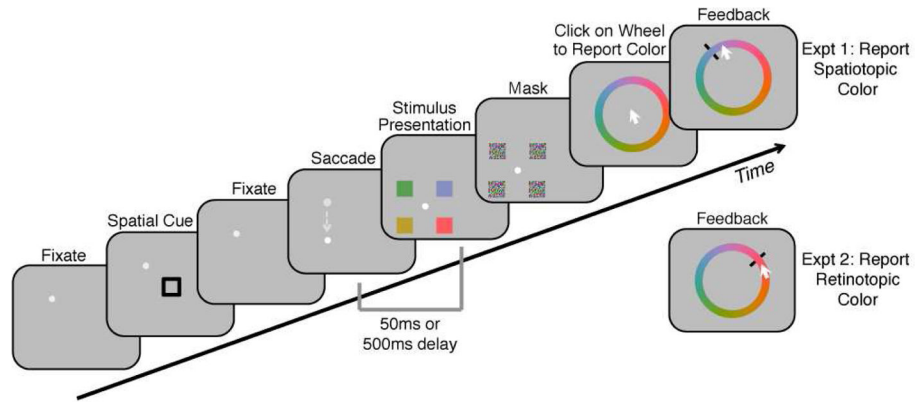 Fixate
Spatial Cue
Fixate
Saccade
Stimulus
Presentation
Mask
Click on Wheel
to Report Color
Feedback
Expt 1: Report
Spatiotopic
Color
Time
50ms or
500ms delay
Feedback
Expt 2: Report
Retinotopic
Color